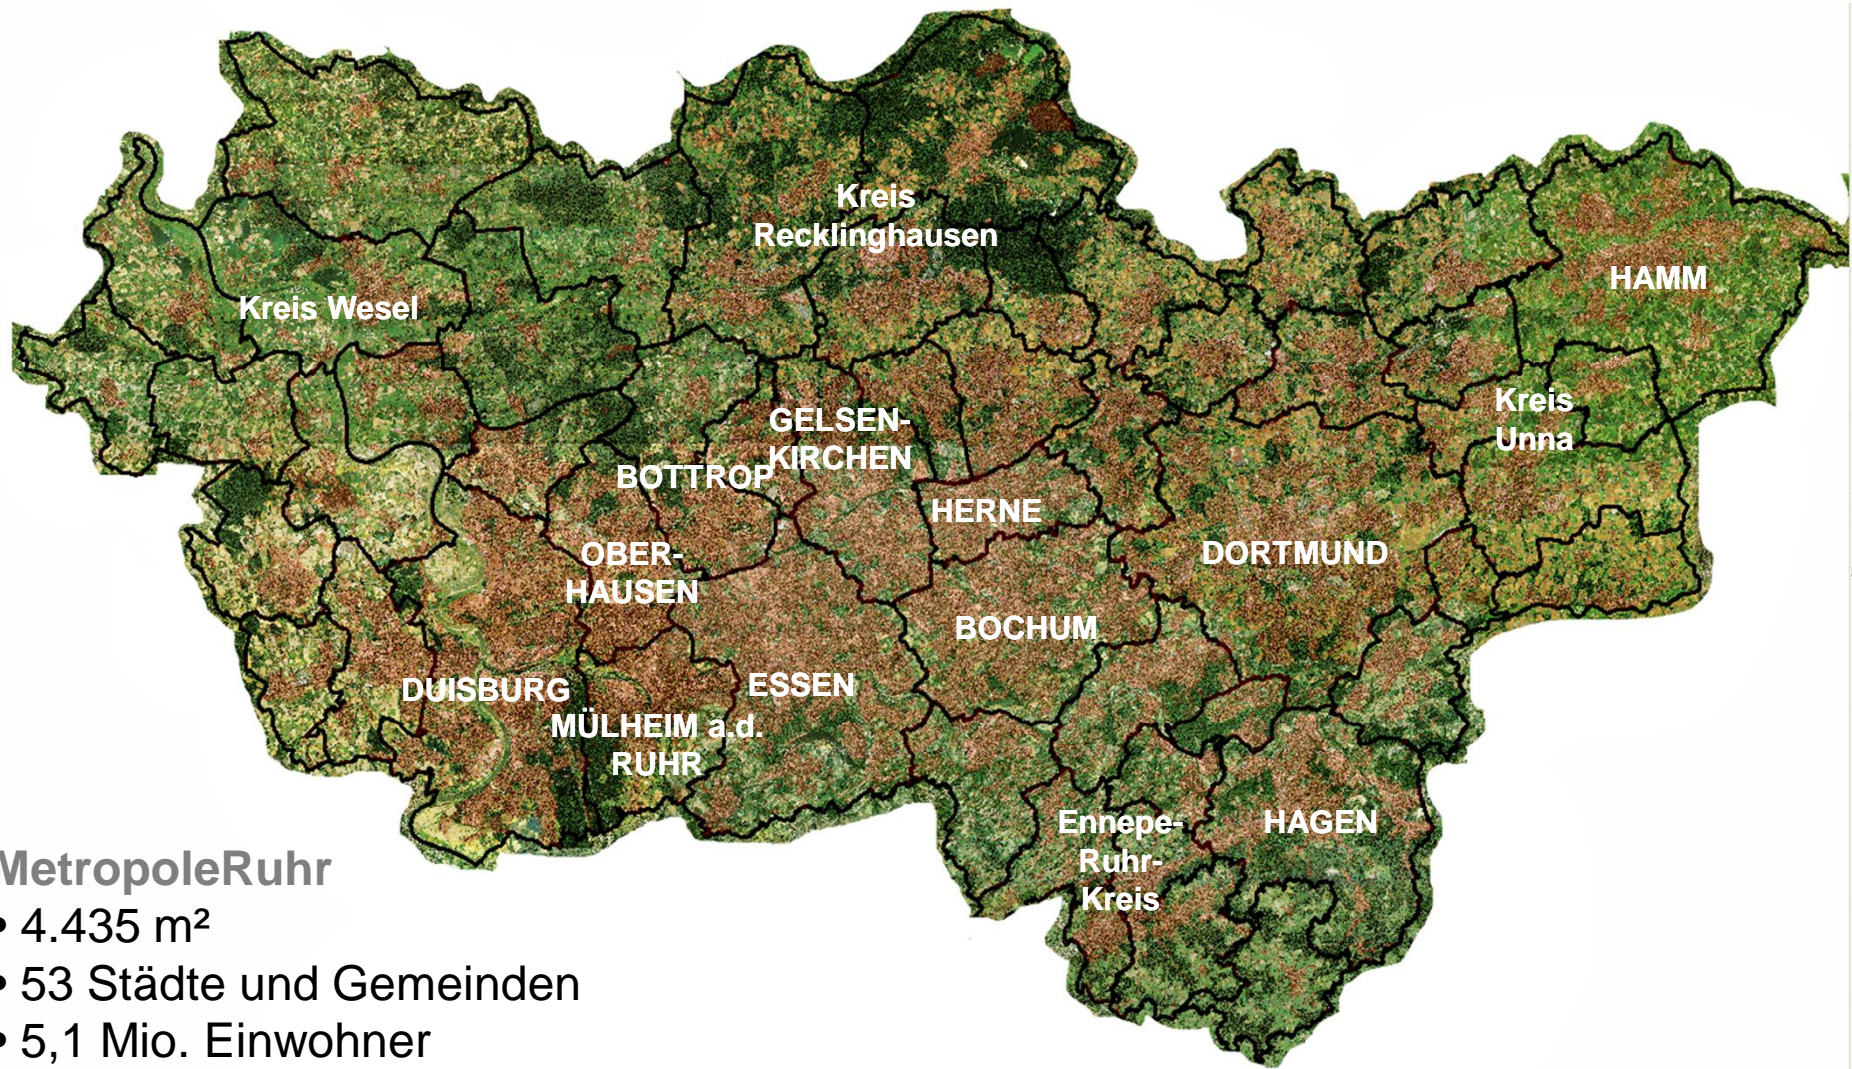 Kreis
Recklinghausen
HAMM
Kreis Wesel
Kreis
Unna
GELSEN-
KIRCHEN
BOTTROP
HERNE
OBER-
HAUSEN
DORTMUND
BOCHUM
DUISBURG
ESSEN
MÜLHEIM a.d.
RUHR
Ennepe-
Ruhr-
Kreis
HAGEN
MetropoleRuhr
• 4.435 m²
• 53 Städte und Gemeinden
• 5,1 Mio. Einwohner